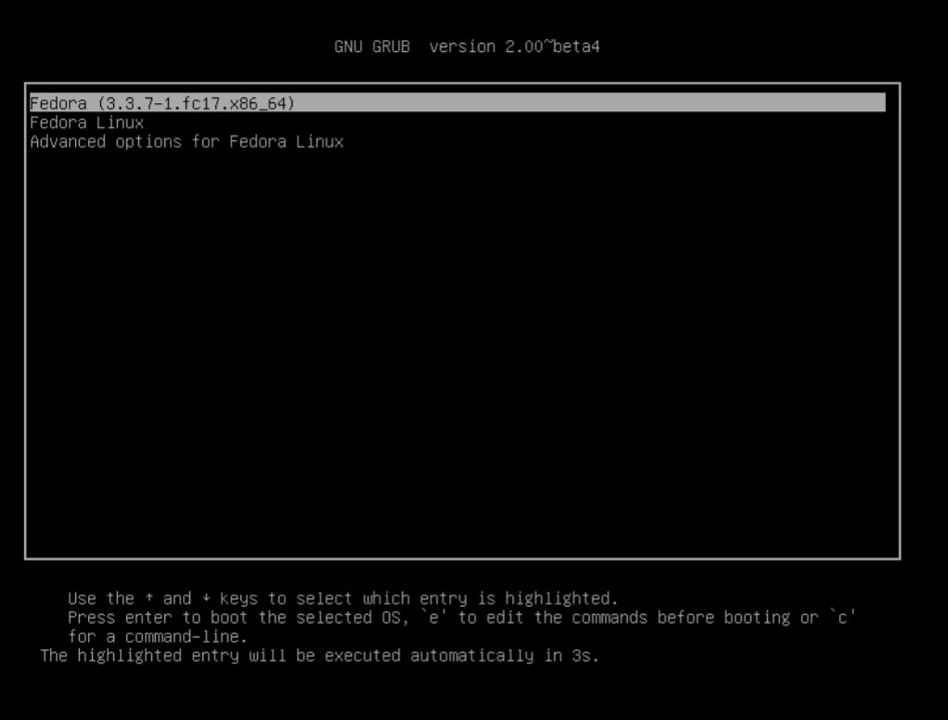 GNU GRUB  version 2.00~beta4
Fedora (3.3.7-1.fc17.x86_64)
Fedora Linux
Advanced options for Fedora Linux
Use the ↑ and ↓ keys to select which entry is highlighted.
Press enter to boot the selected OS, `e' to edit the commands before booting or `c'
for a command-line.
The highlighted entry will be executed automatically in 3s.